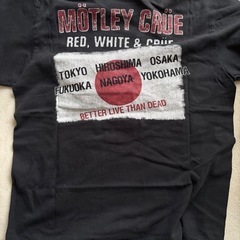 MÖTLEY CRÜE
RED, WHITE & CRÜE
TOKYO HIROSHIMA OSAKA
FUKUOKA NAGOYA YOKOHAMA
BETTER LIVE THAN DEAD